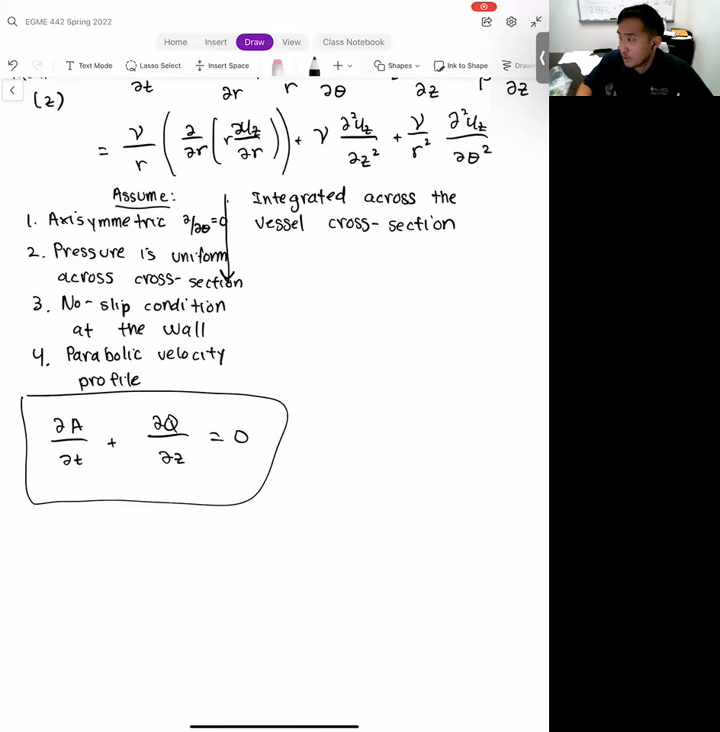 EGME 442 Spring 2022
Home Insert Draw View Class Notebook
Text Mode Lasso Select Insert Space Shapes Ink to Shape
∂t ∂r r ∂θ ∂z ρ ∂z
(z)
= ν/r (∂/∂r (r ∂u_z/∂r)) + ν ∂²u_z/∂z² + ν/r² ∂²u_z/∂θ²
Assume: Integrated across the
1. Axisymmetric ∂/∂θ=0 vessel cross-section
2. Pressure is uniform
across cross-section
3. No-slip condition
at the wall
4. Parabolic velocity
profile
∂A/∂t + ∂Q/∂z = 0